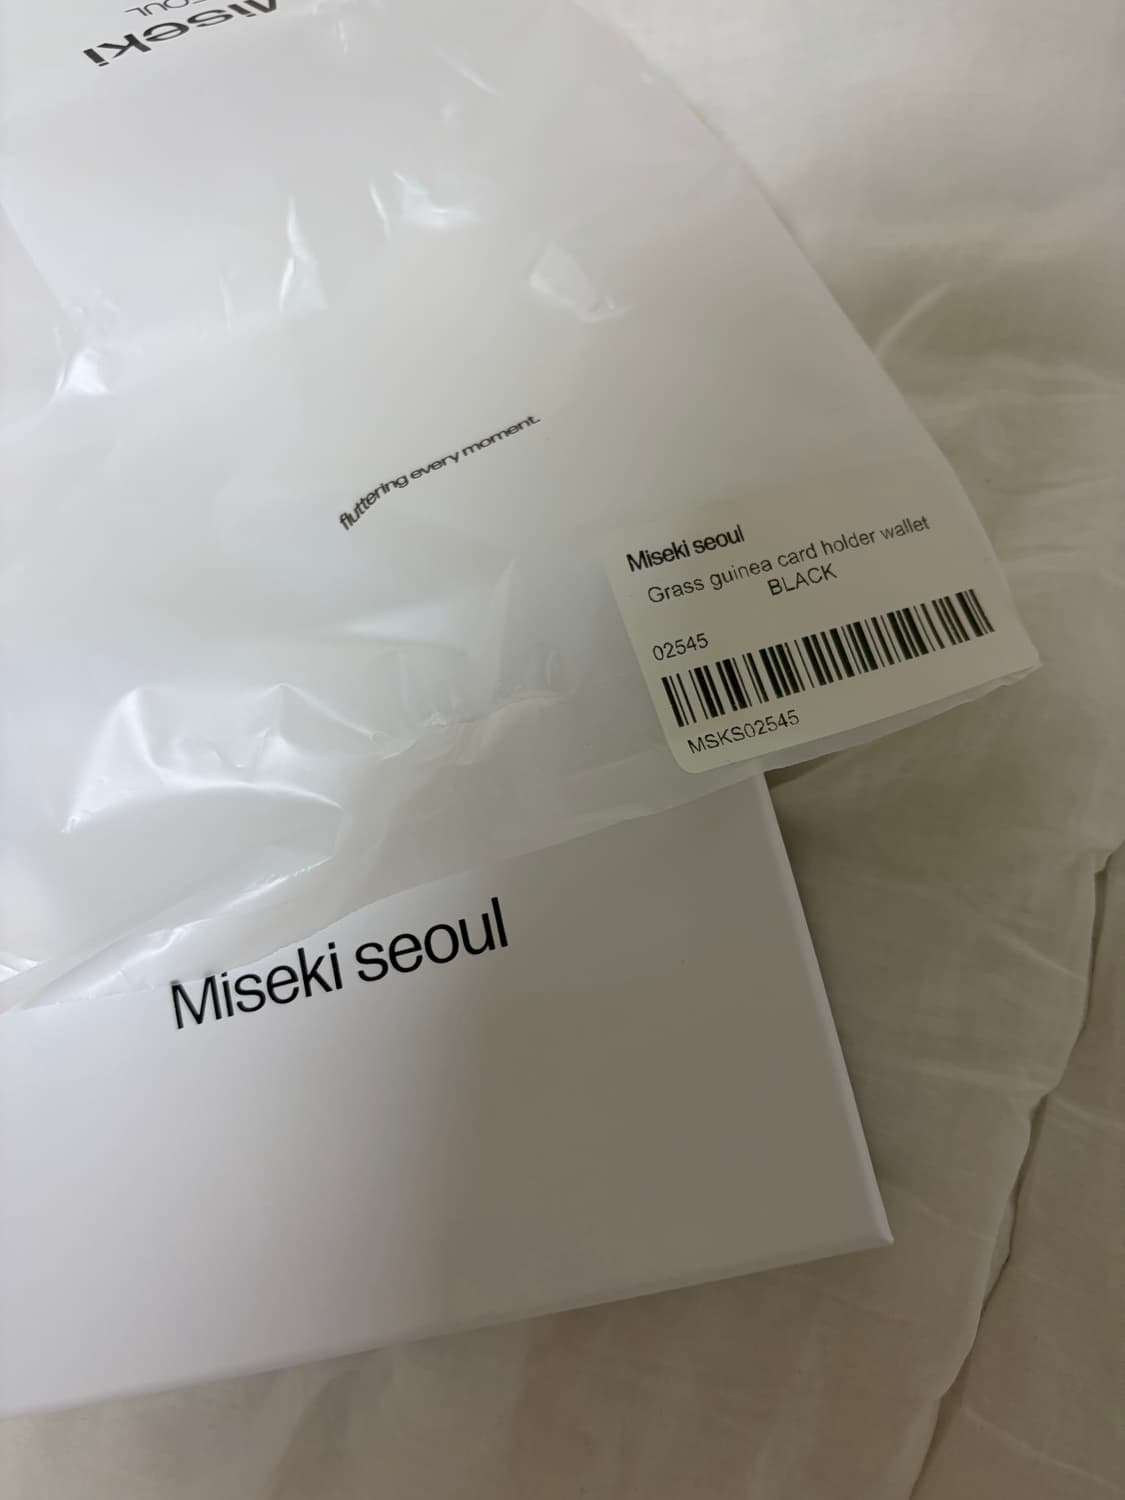 Miseki
fluttering every moment.
Miseki seoul
Grass guinea card holder wallet
BLACK
02545
MSKS02545
Miseki seoul